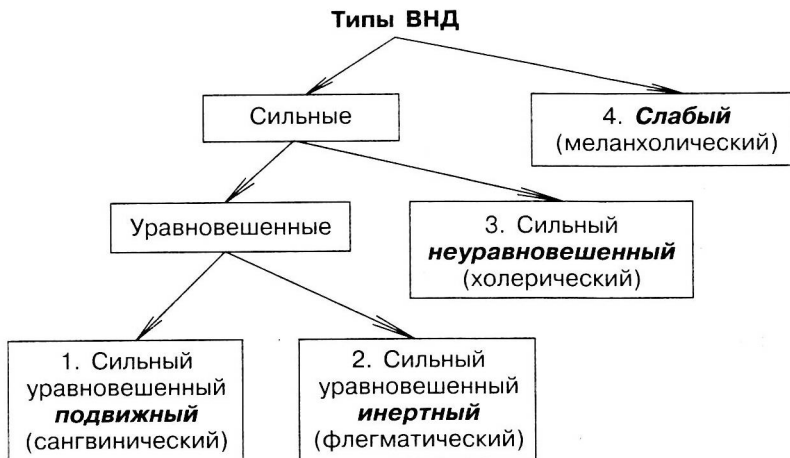 Типы ВНД
Сильные
4. Слабый
(меланхолический)
Уравновешенные
3. Сильный
неуравновешенный
(холерический)
1. Сильный
уравновешенный
подвижный
(сангвинический)
2. Сильный
уравновешенный
инертный
(флегматический)